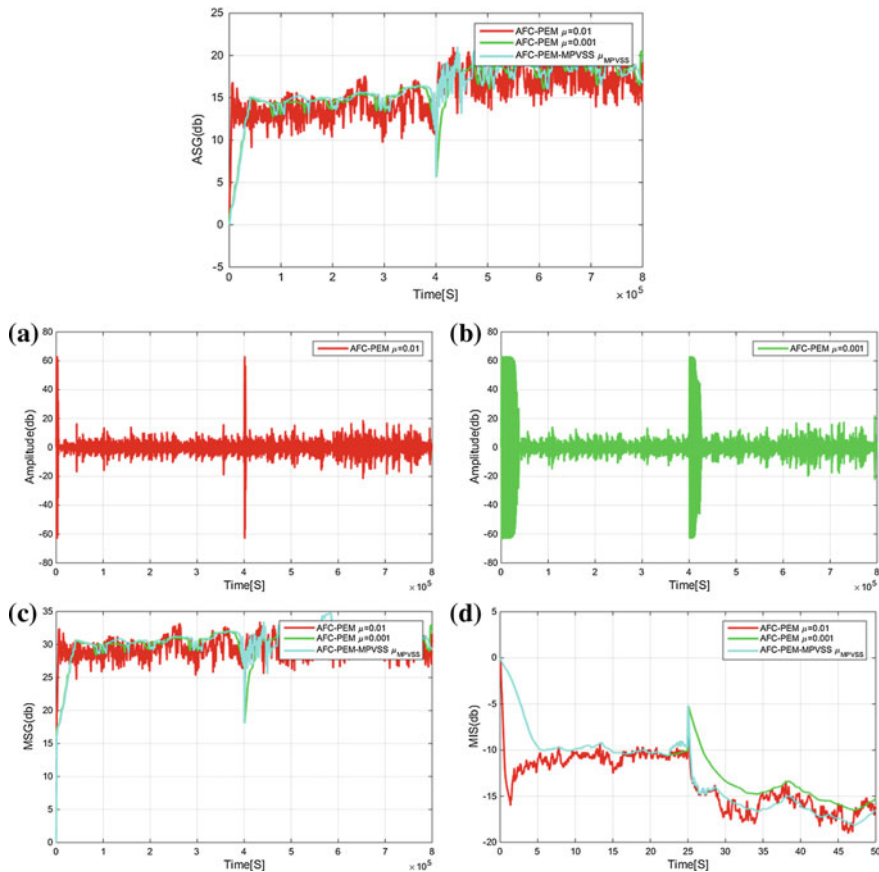 ASG(db)
25
20
15
10
5
0
-5
AFC-PEM μ=0.01
AFC-PEM μ=0.001
AFC-PEM-MPVSS μMPVSS
0 1 2 3 4 5 6 7 8
Time[S]
×10^5
(a)
Amplitude(db)
80
60
40
20
0
-20
-40
-60
-80
AFC-PEM μ=0.01
0 1 2 3 4 5 6 7 8
Time[S]
×10^5
(b)
Amplitude(db)
80
60
40
20
0
-20
-40
-60
-80
AFC-PEM μ=0.001
0 1 2 3 4 5 6 7 8
Time[S]
×10^5
(c)
MSG(db)
35
30
25
20
15
10
5
0
AFC-PEM μ=0.01
AFC-PEM μ=0.001
AFC-PEM-MPVSS μMPVSS
0 1 2 3 4 5 6 7 8
Time[S]
×10^5
(d)
MIS(db)
5
0
-5
-10
-15
-20
AFC-PEM μ=0.01
AFC-PEM μ=0.001
AFC-PEM-MPVSS μMPVSS
0 5 10 15 20 25 30 35 40 45 50
Time[S]